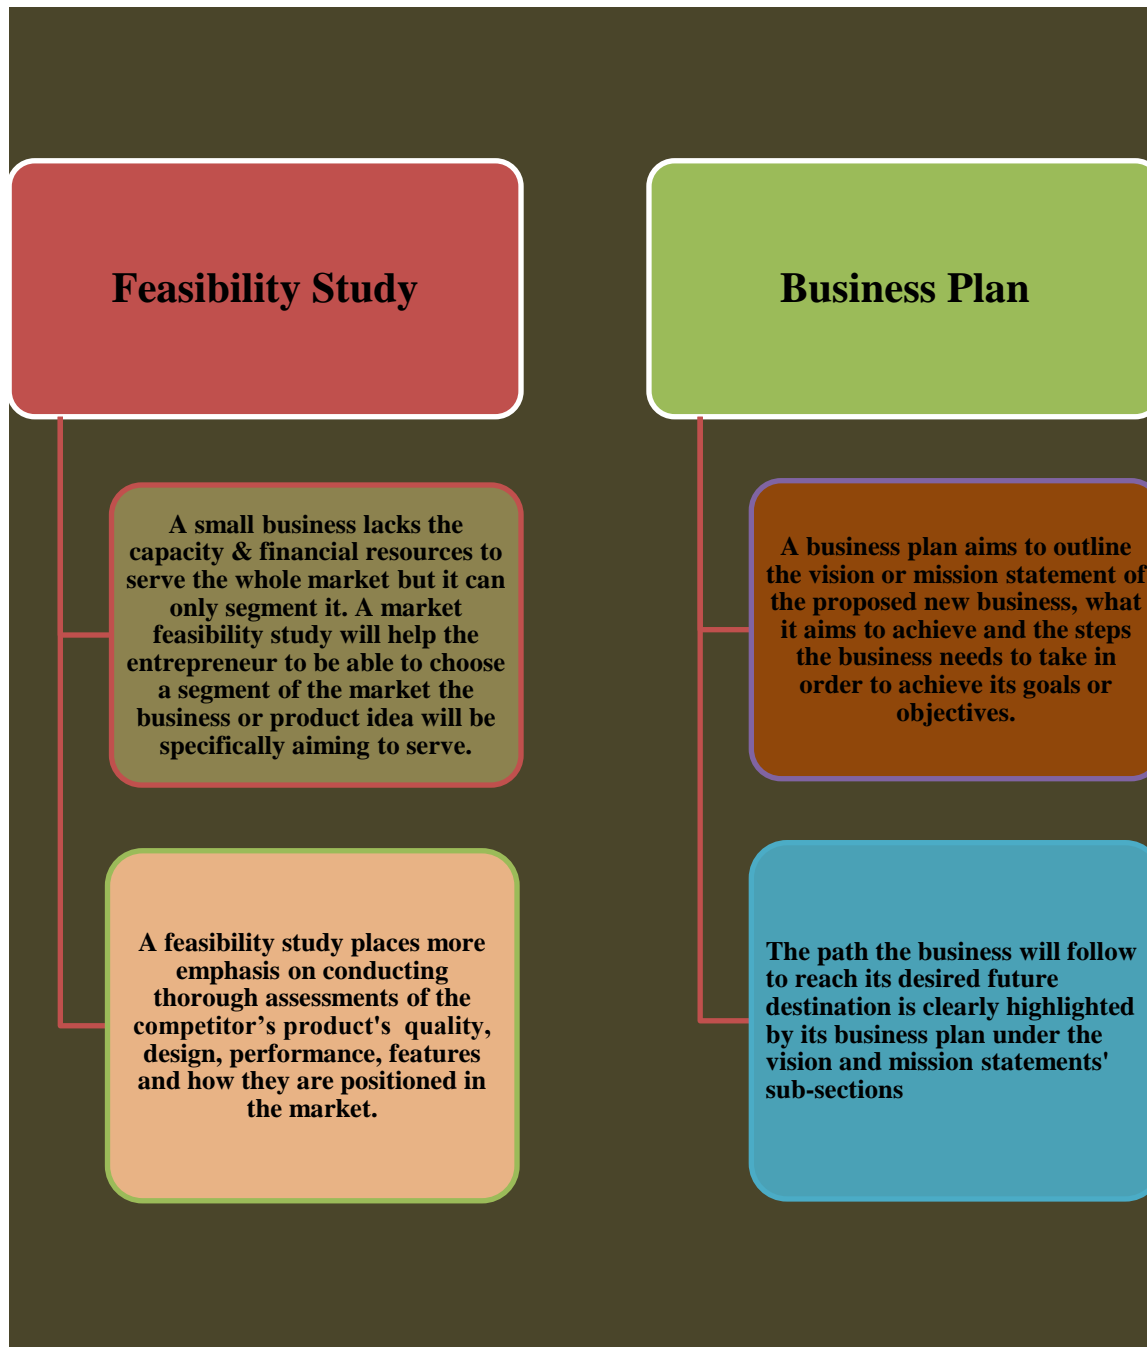 Feasibility Study
A small business lacks the
capacity & financial resources to
serve the whole market but it can
only segment it. A market
feasibility study will help the
entrepreneur to be able to choose
a segment of the market the
business or product idea will be
specifically aiming to serve.
A feasibility study places more
emphasis on conducting
thorough assessments of the
competitor’s product's  quality,
design, performance, features
and how they are positioned in
the market.
Business Plan
A business plan aims to outline
the vision or mission statement of
the proposed new business, what
it aims to achieve and the steps
the business needs to take in
order to achieve its goals or
objectives.
The path the business will follow
to reach its desired future
destination is clearly highlighted
by its business plan under the
vision and mission statements'
sub-sections